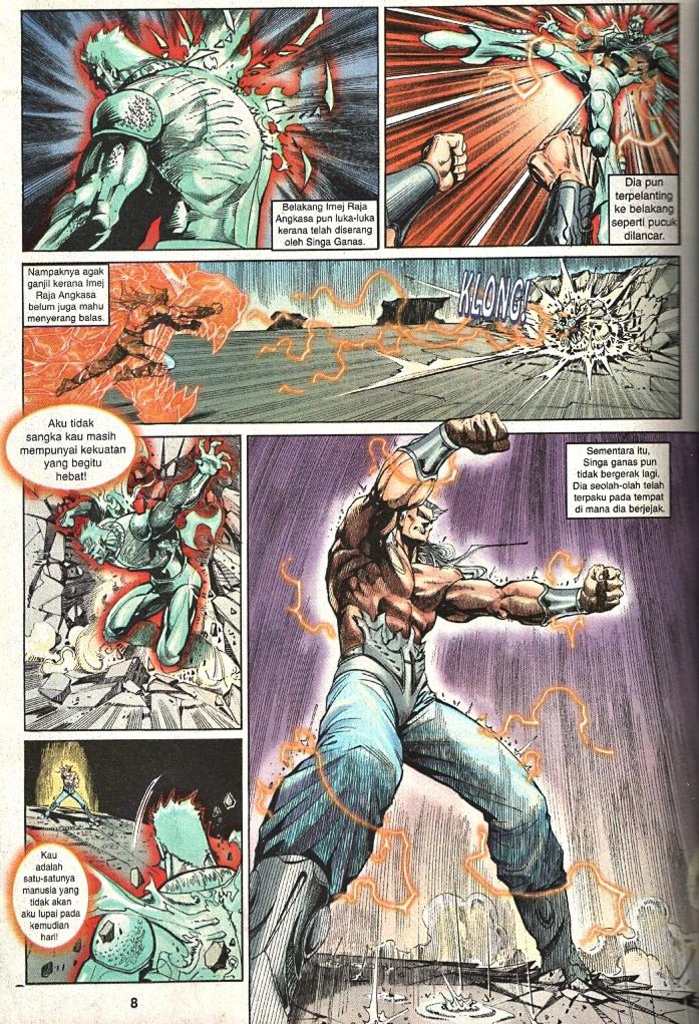 Belakang Imej Raja
Angkasa pun luka-luka
kerana telah diserang
oleh Singa Ganas.
Dia pun
terpelanting
ke belakang
seperti pucuk
dilancar.
Nampaknya agak
ganjil kerana Imej
Raja Angkasa
belum juga mahu
menyerang balas.
KLONG!
Aku tidak
sangka kau masih
mempunyai kekuatan
yang begitu
hebat!
Sementara itu,
Singa ganas pun
tidak bergerak lagi.
Dia seolah-olah telah
terpaku pada tempat
di mana dia berjejak.
Kau
adalah
satu-satunya
manusia yang
tidak akan
aku lupai pada
kemudian
hari!
8